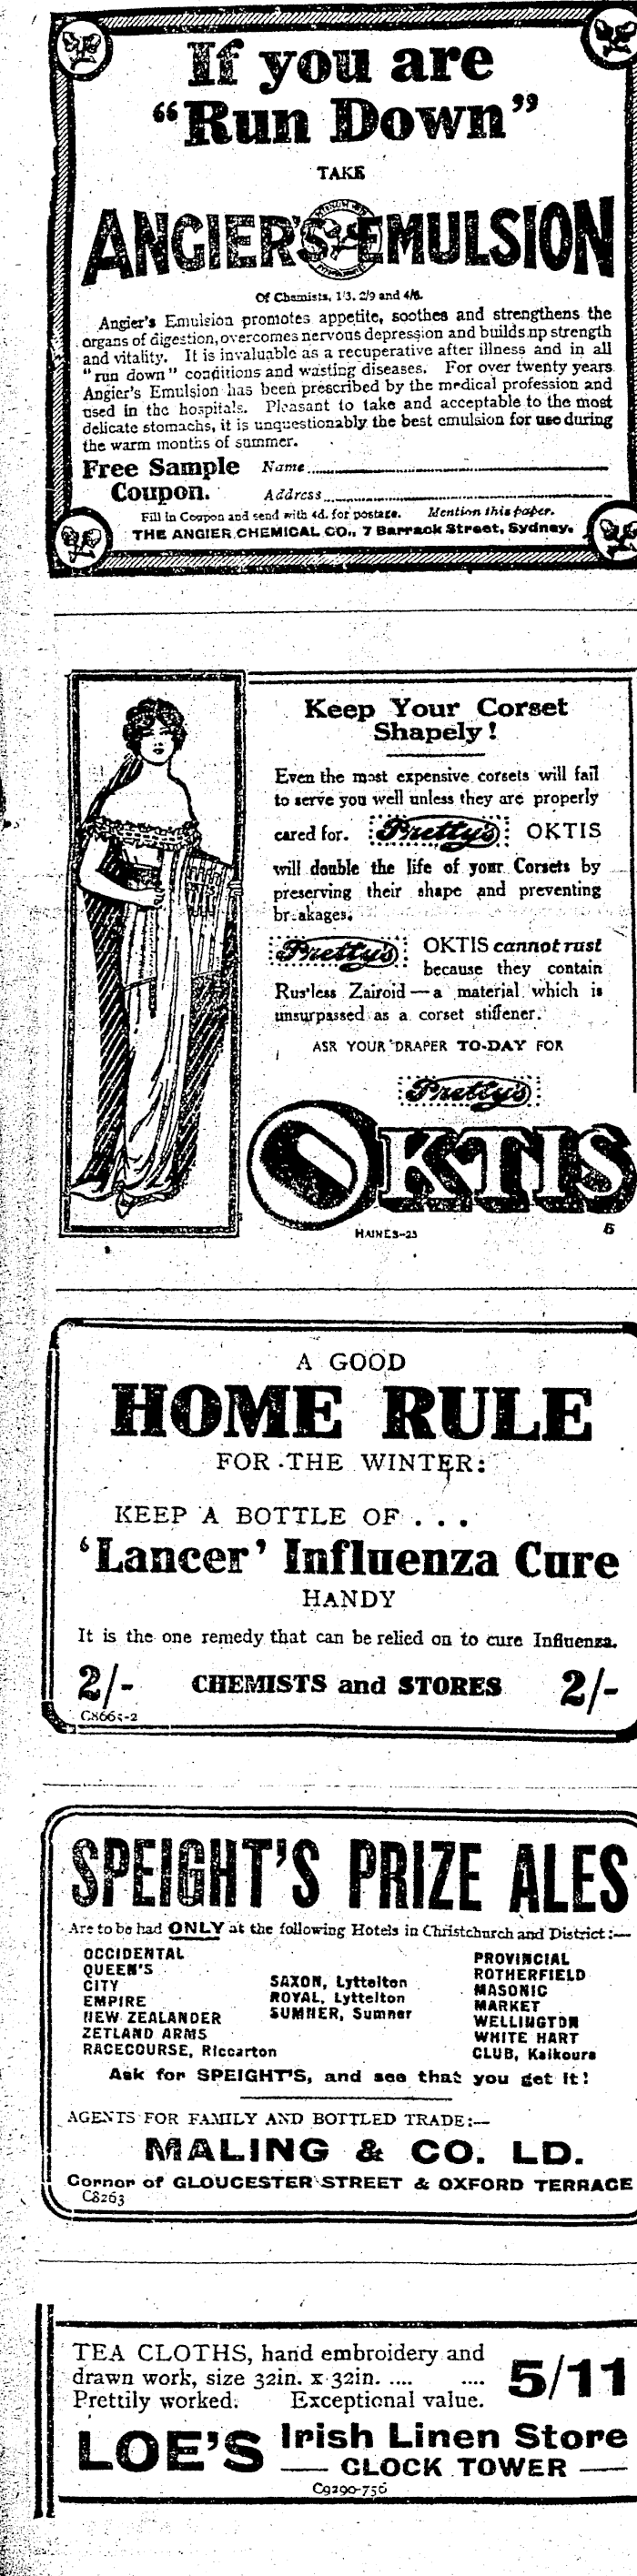 If you are
"Run Down"
TAKE
ANGIER'S EMULSION
Of Chemists, 1/3, 2/9 and 4/6.
Angier's Emulsion promotes appetite, soothes and strengthens the
organs of digestion, overcomes nervous depression and builds up strength
and vitality. It is invaluable as a recuperative after illness and in all
"run down" conditions and wasting diseases. For over twenty years
Angier's Emulsion has been prescribed by the medical profession and
used in the hospitals. Pleasant to take and acceptable to the most
delicate stomachs, it is unquestionably the best emulsion for use during
the warm months of summer.
Free Sample Name
Coupon. Address
Fill in Coupon and send with 4d. for postage. Mention this paper.
THE ANGIER CHEMICAL CO., 7 Barrack Street, Sydney.
Keep Your Corset
Shapely!
Even the most expensive corsets will fail
to serve you well unless they are properly
cared for. Pretty's OKTIS
will double the life of your Corsets by
preserving their shape and preventing
br.akages.
Pretty's OKTIS cannot rust
because they contain
Rus'less Zairoid—a material which is
unsurpassed as a corset stiffener.
ASK YOUR DRAPER TO-DAY FOR
Pretty's
OKTIS
HAINES-23 5
A GOOD
HOME RULE
FOR THE WINTER:
KEEP A BOTTLE OF . . .
'Lancer' Influenza Cure
HANDY
It is the one remedy that can be relied on to cure Influenza.
2/- CHEMISTS and STORES 2/-
C8665-2
SPEIGHT'S PRIZE ALES
Are to be had ONLY at the following Hotels in Christchurch and District:—
OCCIDENTAL PROVINCIAL
QUEEN'S ROTHERFIELD
CITY SAXON, Lyttelton MASONIC
EMPIRE ROYAL, Lyttelton MARKET
NEW ZEALANDER SUMNER, Sumner WELLINGTON
ZETLAND ARMS WHITE HART
RACECOURSE, Riccarton CLUB, Kaikoura
Ask for SPEIGHT'S, and see that you get it!
AGENTS FOR FAMILY AND BOTTLED TRADE:—
MALING & CO. LD.
Corner of GLOUCESTER STREET & OXFORD TERRACE
C8263
TEA CLOTHS, hand embroidery and
drawn work, size 32in. x 32in. .... .... 5/11
Prettily worked. Exceptional value.
LOE'S Irish Linen Store
— CLOCK TOWER —
C9290-756